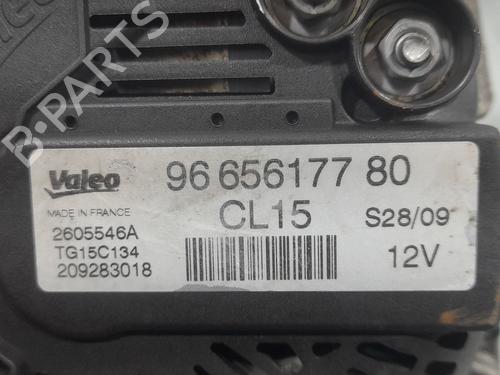 B-PARTS
Valeo
96 656177 80
MADE IN FRANCE
CL15
S28/09
2605546A
TG15C134
12V
209283018